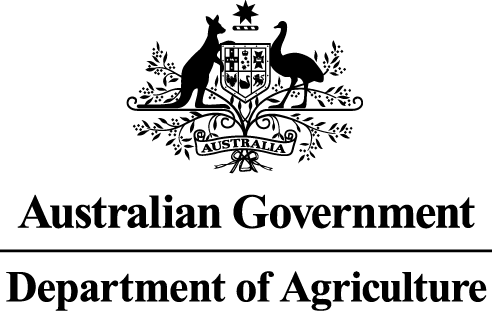 AUSTRALIA
Australian Government
Department of Agriculture